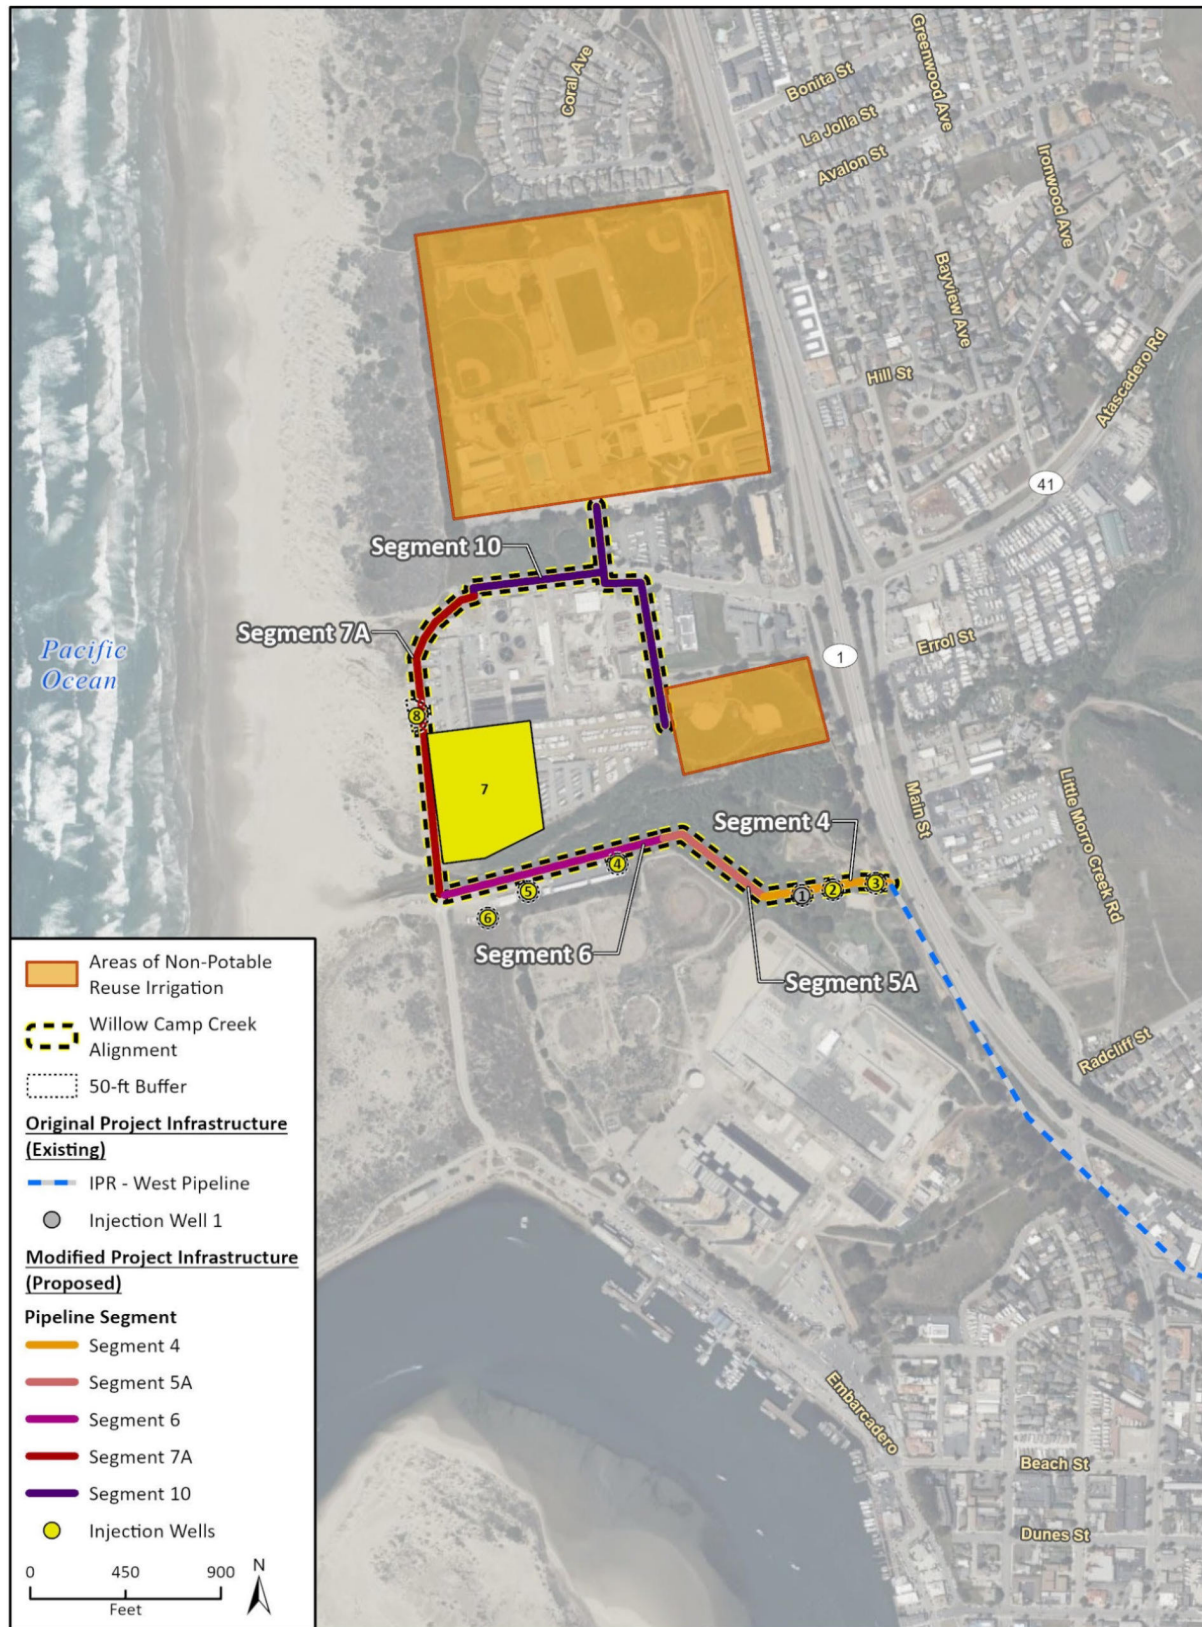 Coral Ave
Bonita St
Greenwood Ave
La Jolla St
Avalon St
Ironwood Ave
Bayview Ave
Hill St
Atascadero Rd
41
Segment 10
Segment 7A
Pacific
Ocean
1
Errol St
8
7
Main St
Little Morro Creek Rd
Segment 4
4
5
6
1
2
3
Segment 6
Segment 5A
Radcliff St
Embarcadero
Beach St
Dunes St
Areas of Non-Potable
Reuse Irrigation
Willow Camp Creek
Alignment
50-ft Buffer
Original Project Infrastructure
(Existing)
IPR - West Pipeline
Injection Well 1
Modified Project Infrastructure
(Proposed)
Pipeline Segment
Segment 4
Segment 5A
Segment 6
Segment 7A
Segment 10
Injection Wells
0 450 900
Feet
N